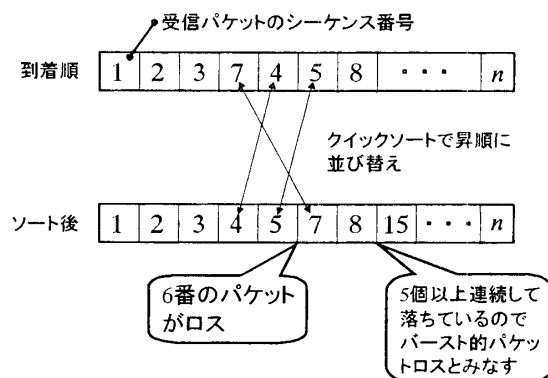 受信パケットのシーケンス番号
到着順 1 2 3 7 4 5 8 ・・・ n
クイックソートで昇順に
並び替え
ソート後 1 2 3 4 5 7 8 15 ・・・ n
6番のパケット
がロス
5個以上連続して
落ちているので
バースト的パケッ
トロスとみなす